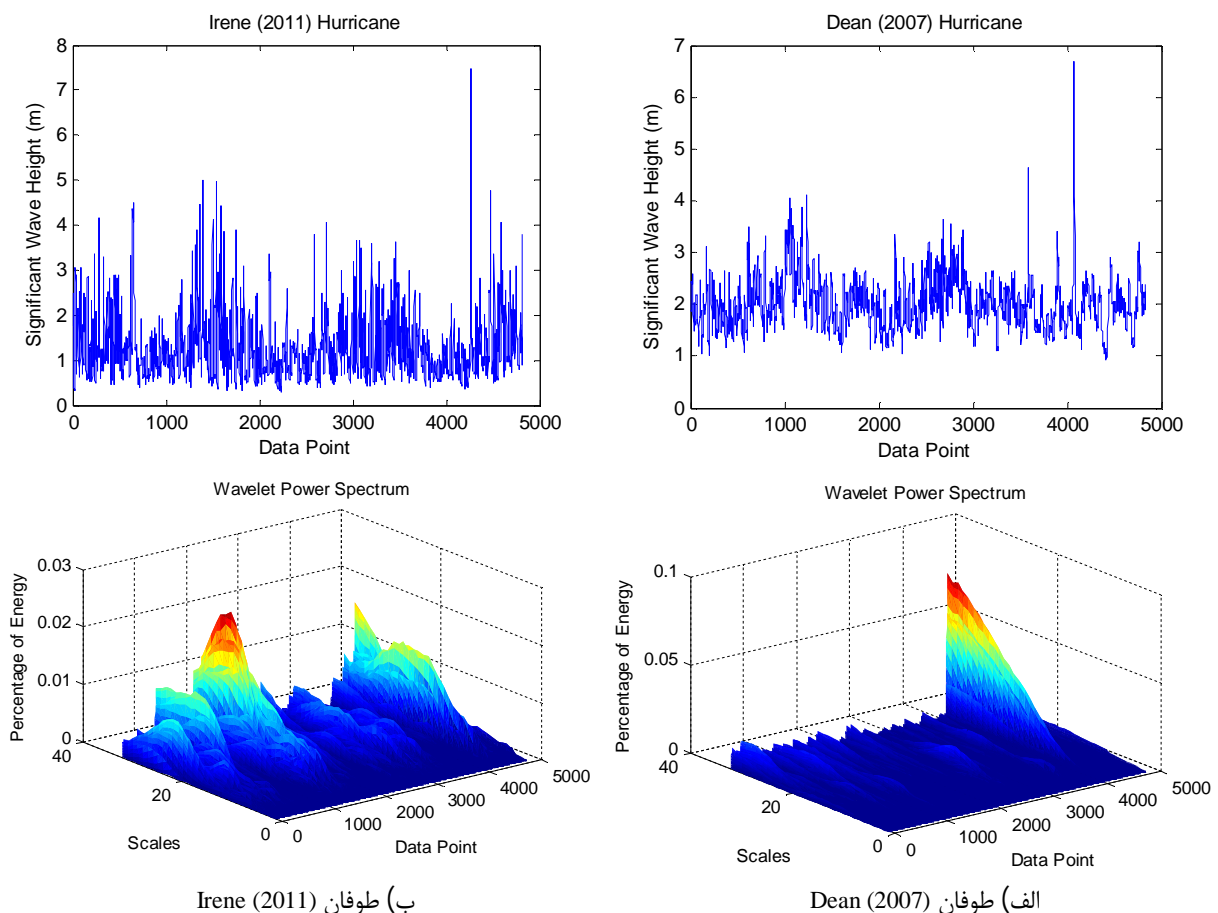 Irene (2011) Hurricane
8
7
6
5
4
3
2
1
0
Significant Wave Height (m)
0 1000 2000 3000 4000 5000
Data Point
Dean (2007) Hurricane
7
6
5
4
3
2
1
0
Significant Wave Height (m)
0 1000 2000 3000 4000 5000
Data Point
Wavelet Power Spectrum
0.03
0.02
0.01
0
Percentage of Energy
40
20
0
Scales
0
1000
2000
3000
4000
5000
Data Point
ب) طوفان Irene (2011)
Wavelet Power Spectrum
0.1
0.05
0
Percentage of Energy
40
20
0
Scales
0
1000
2000
3000
4000
5000
Data Point
الف) طوفان Dean (2007)